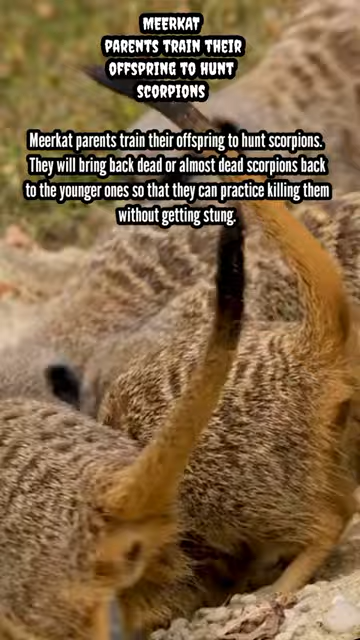 MEERKAT
PARENTS TRAIN THEIR
OFFSPRING TO HUNT
SCORPIONS
Meerkat parents train their offspring to hunt scorpions.
They will bring back dead or almost dead scorpions back
to the younger ones so that they can practice killing them
without getting stung.